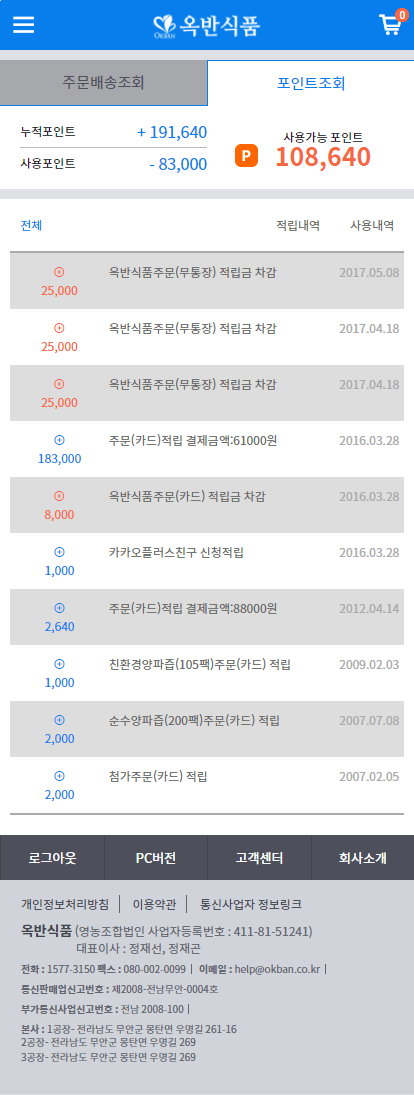 OKBAN 옥반식품 0
주문배송조회 포인트조회
누적포인트 + 191,640
사용포인트 - 83,000
P 사용가능 포인트
108,640
전체 적립내역 사용내역
옥반식품주문(무통장) 적립금 차감 2017.05.08
25,000
옥반식품주문(무통장) 적립금 차감 2017.04.18
25,000
옥반식품주문(무통장) 적립금 차감 2017.04.18
25,000
주문(카드)적립 결제금액:61000원 2016.03.28
183,000
옥반식품주문(카드) 적립금 차감 2016.03.28
8,000
카카오플러스친구 신청적립 2016.03.28
1,000
주문(카드)적립 결제금액:88000원 2012.04.14
2,640
친환경양파즙(105팩)주문(카드) 적립 2009.02.03
1,000
순수양파즙(200팩)주문(카드) 적립 2007.07.08
2,000
첨가주문(카드) 적립 2007.02.05
2,000
로그아웃 PC버전 고객센터 회사소개
개인정보처리방침 | 이용약관 | 통신사업자 정보링크
옥반식품 (영농조합법인 사업자등록번호 : 411-81-51241)
대표이사 : 정재선, 정재곤
전화 : 1577-3150 팩스 : 080-002-0099 | 이메일 : help@okban.co.kr |
통신판매업신고번호 : 제2008-전남무안-0004호
부가통신사업신고번호 : 전남 2008-100 |
본사 : 1공장- 전라남도 무안군 몽탄면 우명길 261-16
2공장- 전라남도 무안군 몽탄면 우명길 269
3공장- 전라남도 무안군 몽탄면 우명길 269